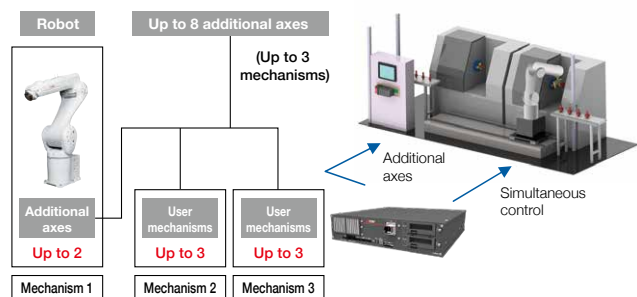 Robot
Up to 8 additional axes
(Up to 3
mechanisms)
Additional
axes
Up to 2
User
mechanisms
Up to 3
User
mechanisms
Up to 3
Mechanism 1
Mechanism 2
Mechanism 3
Additional
axes
Simultaneous
control